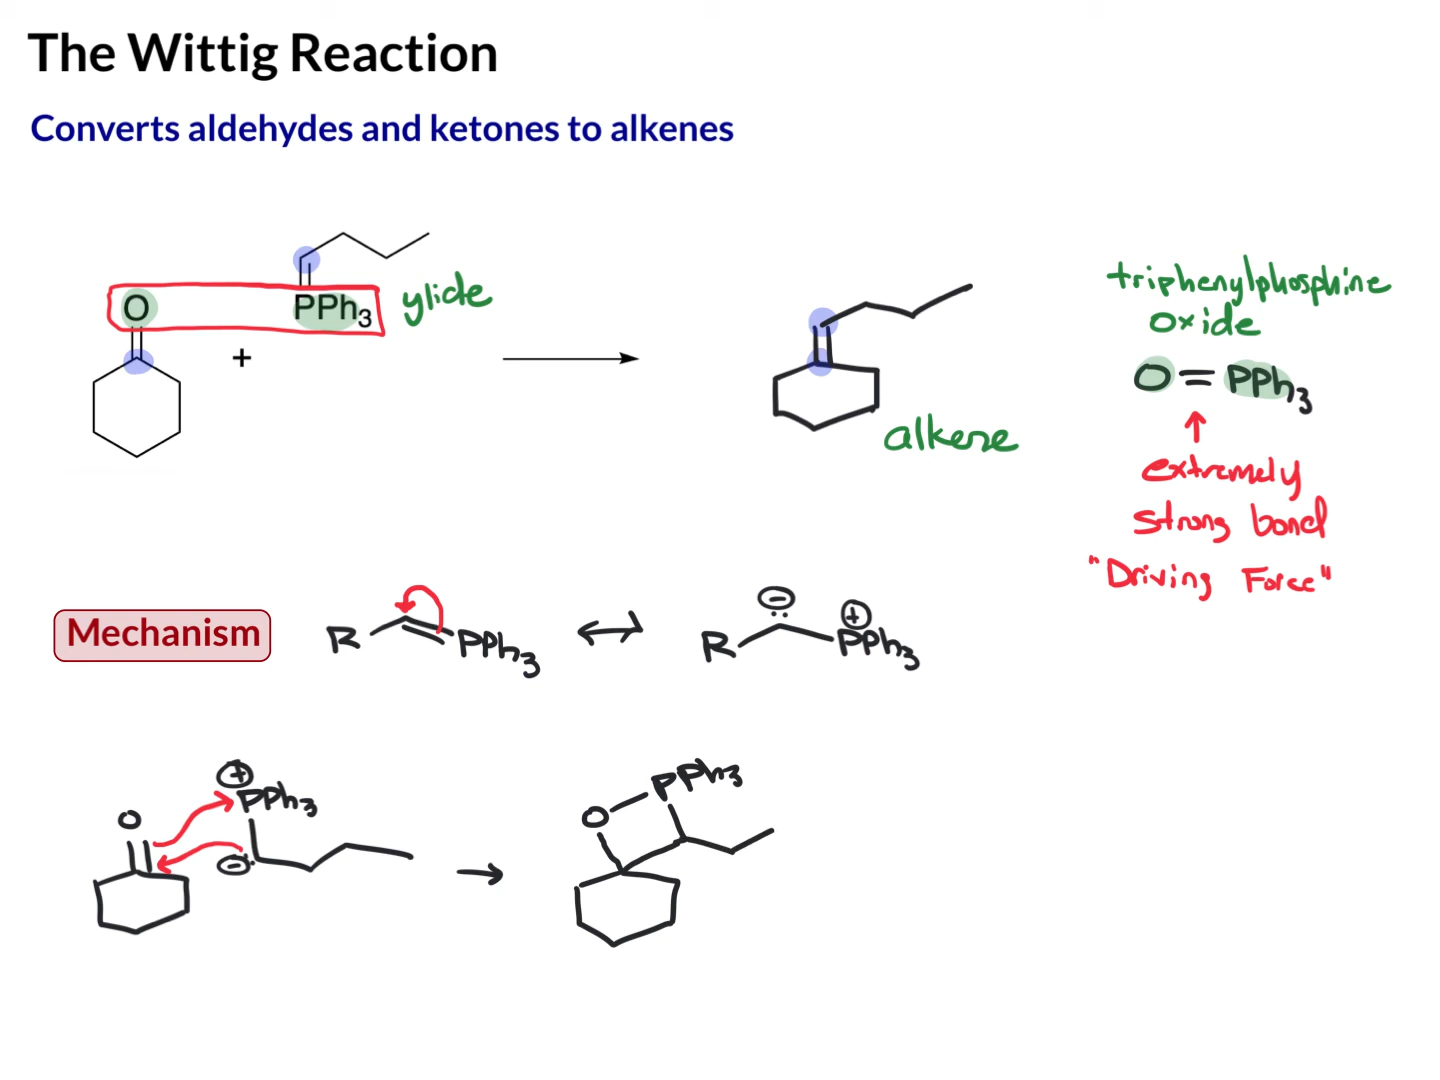 The Wittig Reaction
Converts aldehydes and ketones to alkenes
O
PPh3
ylide
+
alkene
triphenylphosphine
oxide
O = PPh3
extremely
strong bond
"Driving Force"
Mechanism
R
PPh3
R
⊖
⊕
PPh3
⊕
PPh3
O
⊖
O
PPh3